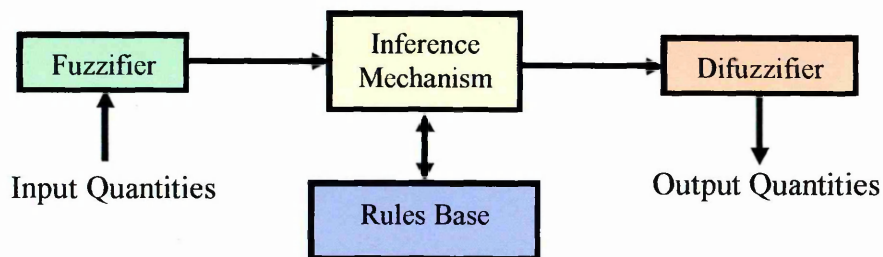 Fuzzifier
Inference
Mechanism
Difuzzifier
Input Quantities
Output Quantities
Rules Base